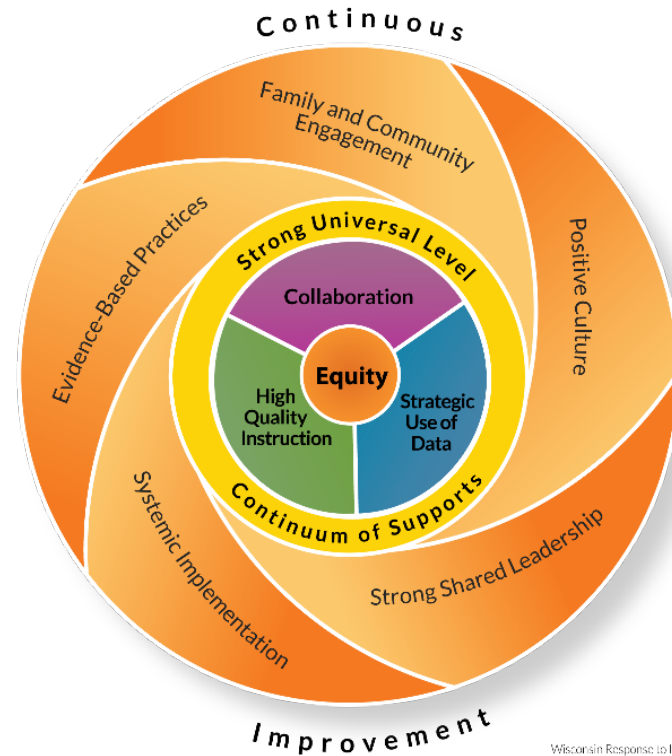 Continuous
Family and Community
Engagement
Positive Culture
Evidence-Based Practices
Strong Universal Level
Collaboration
Equity
High
Quality
Instruction
Strategic
Use of
Data
Continuum of Supports
Strong Shared Leadership
Systemic Implementation
Improvement
Wisconsin Response to